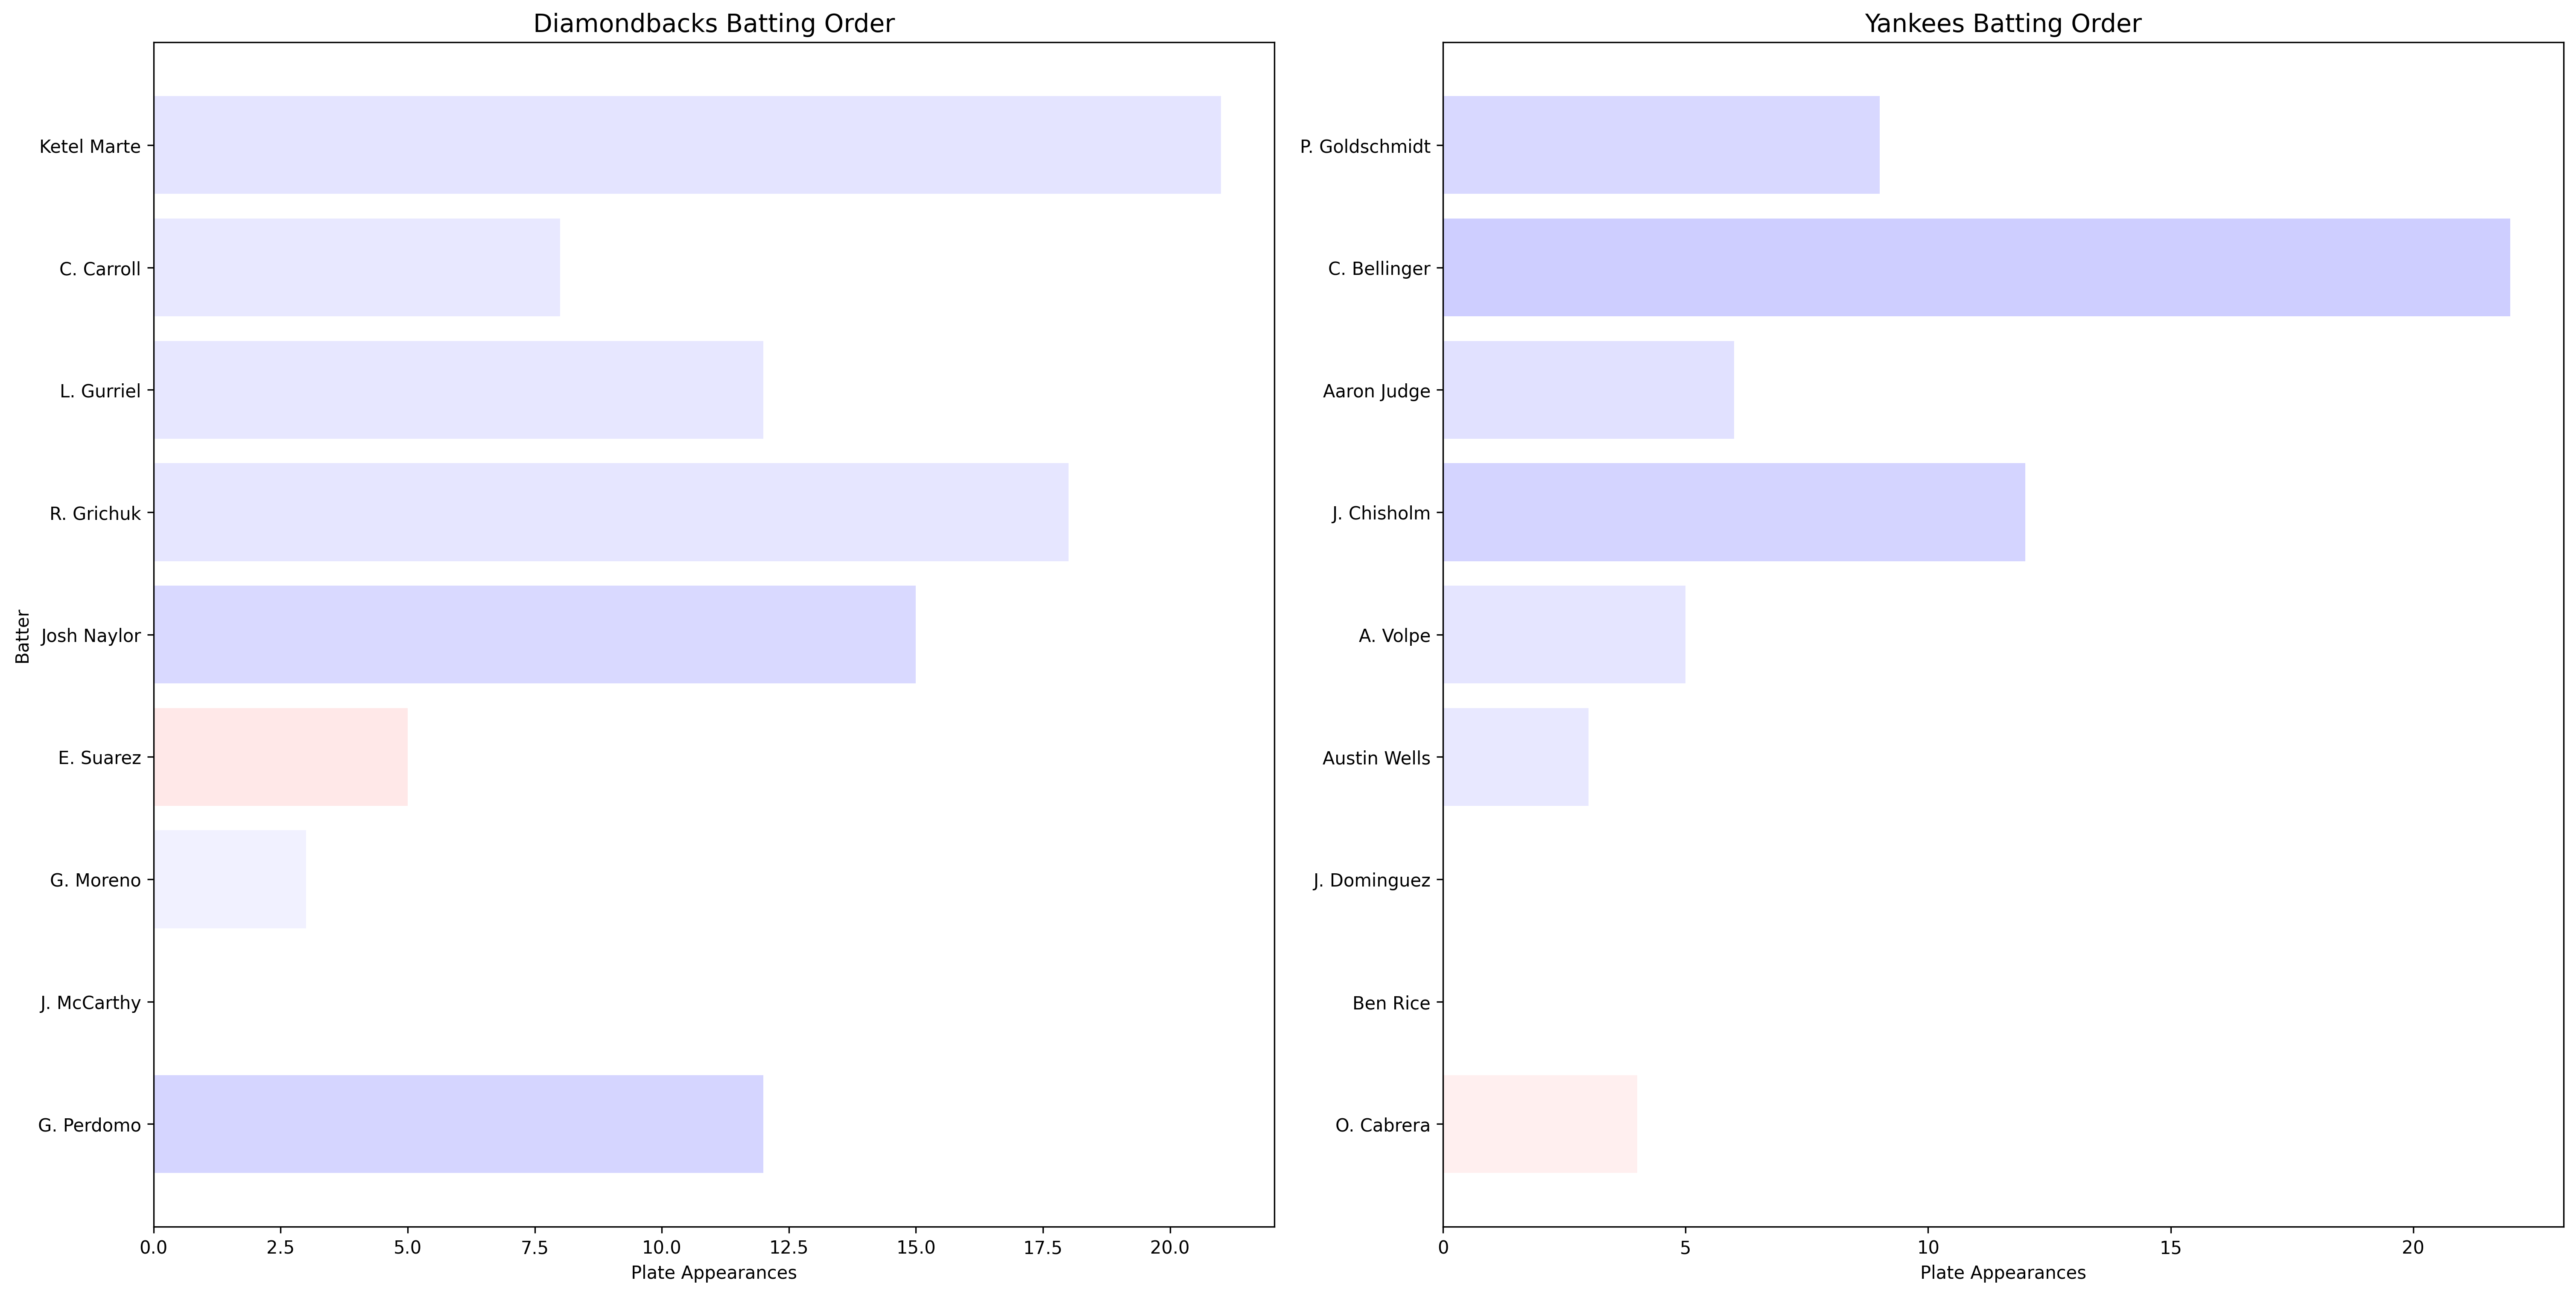 Diamondbacks Batting Order
Ketel Marte
C. Carroll
L. Gurriel
R. Grichuk
Josh Naylor
E. Suarez
G. Moreno
J. McCarthy
G. Perdomo
Batter
0.0 2.5 5.0 7.5 10.0 12.5 15.0 17.5 20.0
Plate Appearances
Yankees Batting Order
P. Goldschmidt
C. Bellinger
Aaron Judge
J. Chisholm
A. Volpe
Austin Wells
J. Dominguez
Ben Rice
O. Cabrera
0 5 10 15 20
Plate Appearances